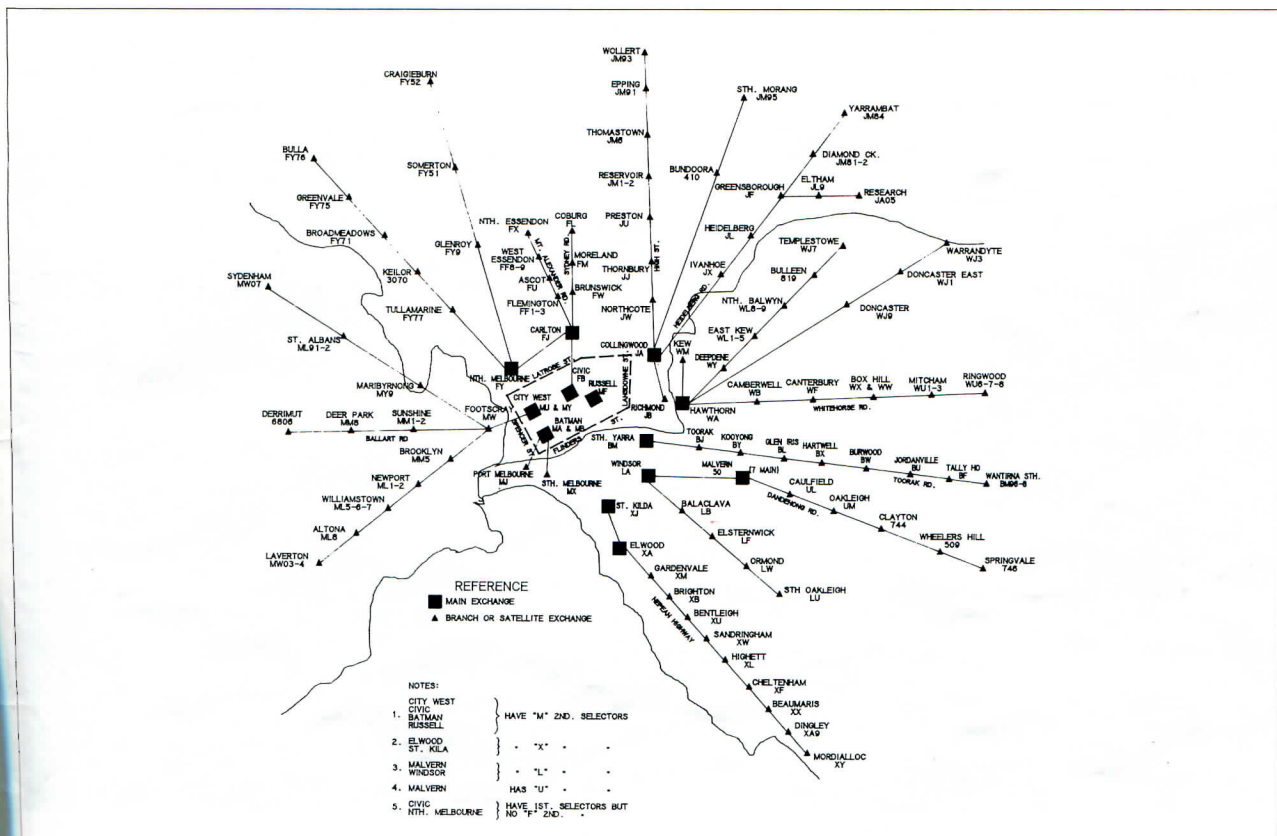 WOLLERT
JM93
CRAIGIEBURN
FY52
EPPING
JM91
STH. MORANG
JM95
YARRAMBAT
JM84
THOMASTOWN
JM6
DIAMOND CK.
JM81-2
BULLA
FY76
SOMERTON
FY51
RESERVOIR
JM1-2
BUNDOORA
410
GREENSBOROUGH
JF
ELTHAM
JL9
RESEARCH
JA05
GREENVALE
FY75
NTH. ESSENDON
FX
COBURG
FL
PRESTON
JU
HEIDELBERG
JL
BROADMEADOWS
FY71
GLENROY
FY9
WEST
ESSENDON
FF8-9
MT. ALEXANDER RD.
SYDNEY RD
MORELAND
FM
HIGH ST.
TEMPLESTOWE
WJ7
WARRANDYTE
WJ3
SYDENHAM
MW07
KEILOR
3070
ASCOT
FU
THORNBURY
JJ
IVANHOE
JX
BULLEEN
819
DONCASTER EAST
WJ1
TULLAMARINE
FY77
FLEMINGTON
FF1-3
BRUNSWICK
FW
NORTHCOTE
JW
HEIDELBERG RD.
NTH. BALWYN
WL8-9
DONCASTER
WJ9
CARLTON
FJ
EAST KEW
WL1-5
ST. ALBANS
ML91-2
COLLINGWOOD
JA
KEW
WM
DEEPDENE
WY
LATROBE ST.
LANSDOWNE ST.
NTH. MELBOURNE
FY
CIVIC
FB
RUSSELL
MF
MARIBYRNONG
MY9
CITY WEST
MU & MY
RICHMOND
JB
HAWTHORN
WA
CAMBERWELL
WB
CANTERBURY
WF
BOX HILL
WX & WW
MITCHAM
WU1-3
RINGWOOD
WU6-7-8
WHITEHORSE RD.
FOOTSCRAY
MW
DERRIMUT
6806
DEER PARK
MM8
SUNSHINE
MM1-2
BALLART RD
BATMAN
MA & MB
SPENCER ST.
FLINDERS ST.
STH. YARRA
BM
TOORAK
BJ
KOOYONG
BY
GLEN IRIS
BL
HARTWELL
BX
BURWOOD
BW
JORDANVILLE
BU
TALLY HO
BF
WANTIRNA STH.
BM96-8
TOORAK RD.
BROOKLYN
MM5
PORT MELBOURNE
MJ
STH. MELBOURNE
MX
WINDSOR
LA
MALVERN
50
[7 MAIN]
CAULFIELD
UL
OAKLEIGH
UM
DANDENONG RD.
CLAYTON
744
WHEELERS HILL
509
SPRINGVALE
746
NEWPORT
ML1-2
WILLIAMSTOWN
ML5-6-7
ST. KILDA
XJ
BALACLAVA
LB
ELSTERNWICK
LF
ALTONA
ML8
ORMOND
LW
LAVERTON
MW03-4
ELWOOD
XA
STH OAKLEIGH
LU
GARDENVALE
XM
BRIGHTON
XB
NEPEAN HIGHWAY
BENTLEIGH
XU
SANDRINGHAM
XW
HIGHETT
XL
CHELTENHAM
XF
BEAUMARIS
XX
DINGLEY
XA9
MORDIALLOC
XY
REFERENCE
MAIN EXCHANGE
BRANCH OR SATELLITE EXCHANGE
NOTES:
1. CITY WEST
CIVIC
BATMAN
RUSSELL
HAVE "M" 2ND. SELECTORS
2. ELWOOD
ST. KILA
" "X" " "
3. MALVERN
WINDSOR
" "L" " "
4. MALVERN HAS "U" " "
5. CIVIC
NTH. MELBOURNE
HAVE 1ST. SELECTORS BUT
NO "F" 2ND. "